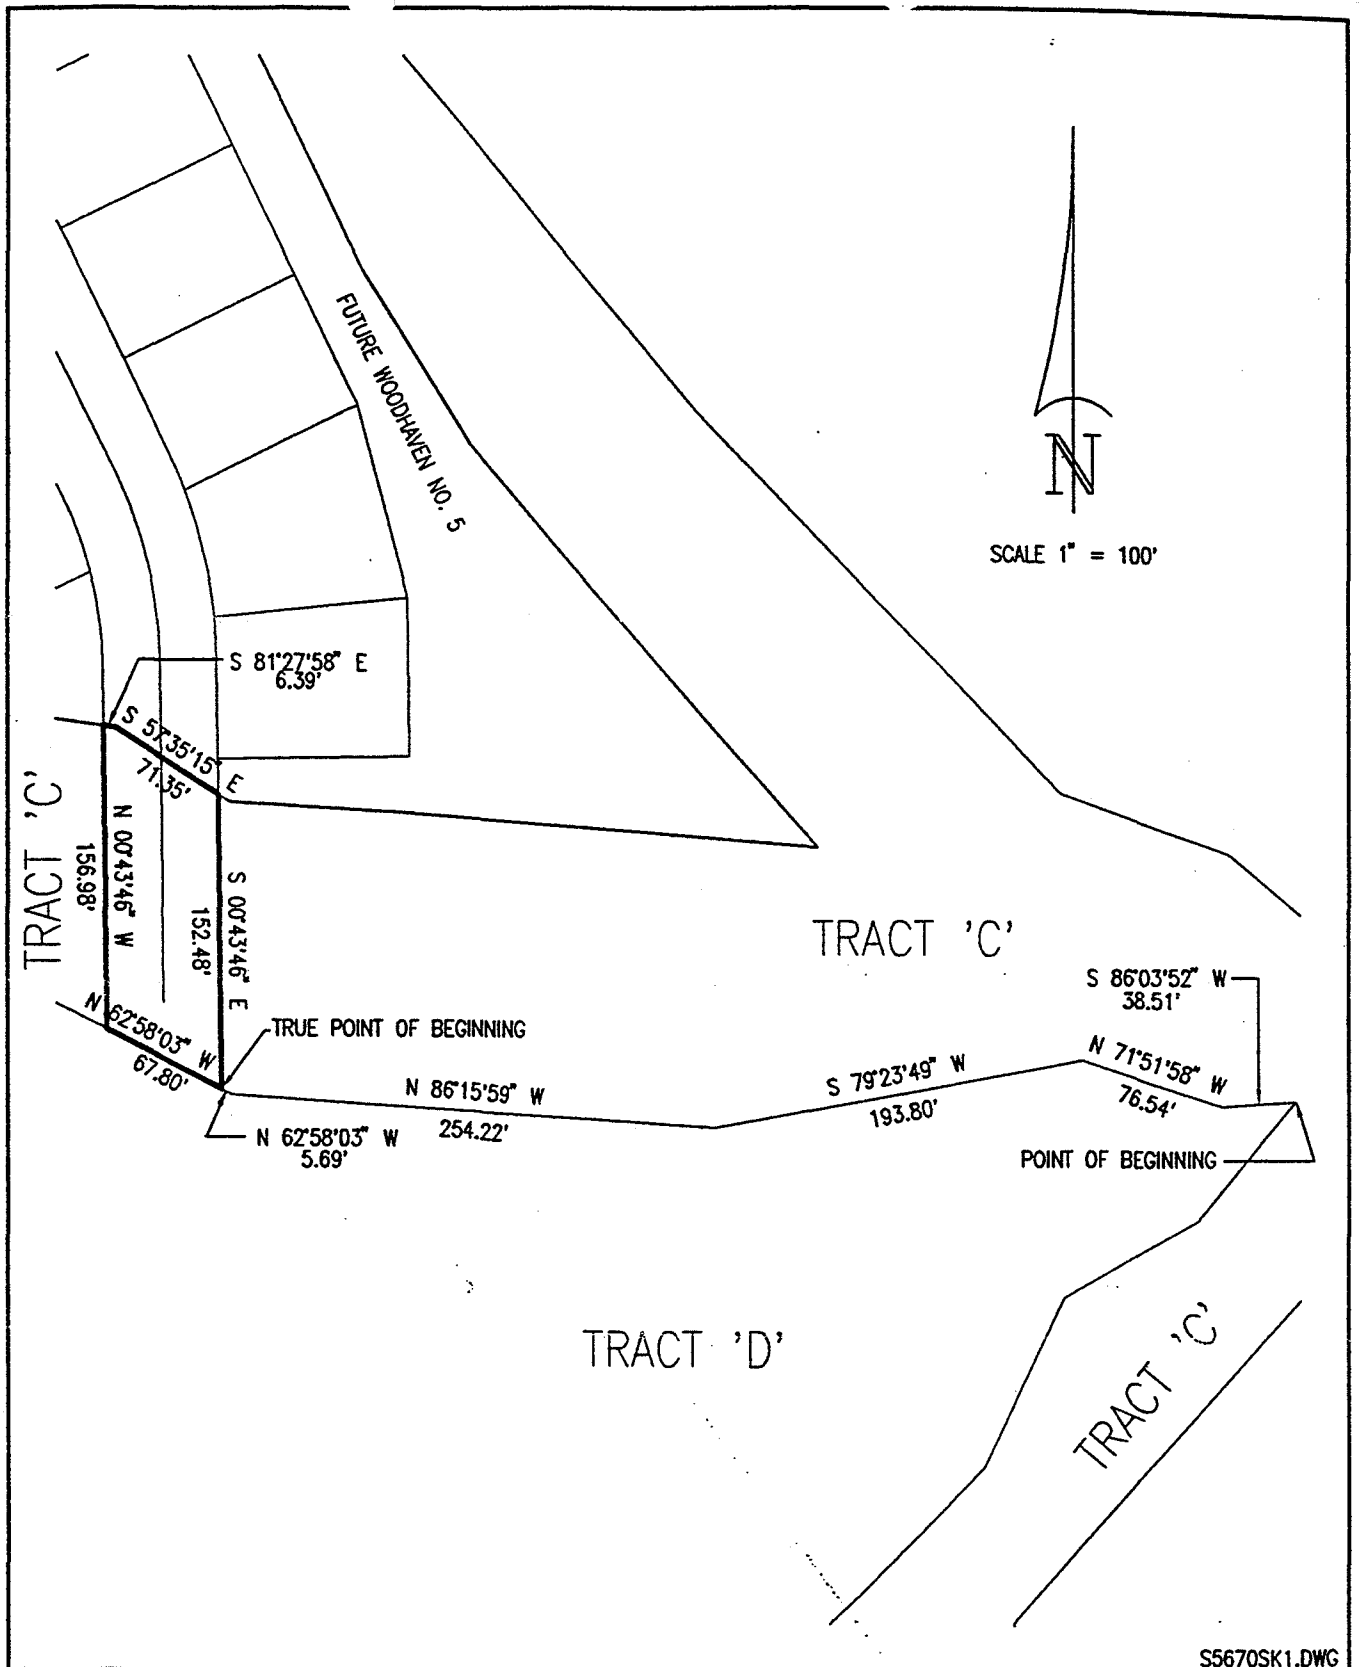 FUTURE WOODHAVEN NO. 5
N
SCALE 1" = 100'
S 81°27'58" E
6.39'
S 57°35'15" E
71.35'
TRACT 'C'
N 00°43'46" W
156.98'
S 00°43'46" E
152.48'
TRACT 'C'
S 86°03'52" W
38.51'
N 62°58'03" W
67.80'
TRUE POINT OF BEGINNING
N 86°15'59" W
254.22'
S 79°23'49" W
193.80'
N 71°51'58" W
76.54'
N 62°58'03" W
5.69'
POINT OF BEGINNING
TRACT 'D'
TRACT 'C'
S5670SK1.DWG